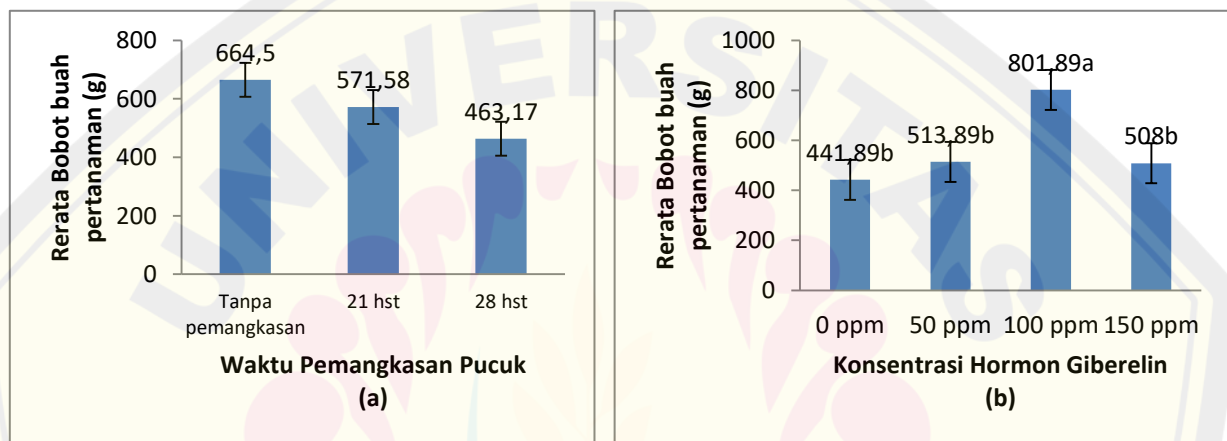 Rerata Bobot buah
pertanaman (g)
800
600
400
200
0
664,5
571,58
463,17
Tanpa
pemangkasan
21 hst
28 hst
Waktu Pemangkasan Pucuk
(a)
Rerata Bobot buah
pertanaman (g)
1000
800
600
400
200
0
441,89b
513,89b
801,89a
508b
0 ppm
50 ppm
100 ppm
150 ppm
Konsentrasi Hormon Giberelin
(b)
UNIVERSITAS